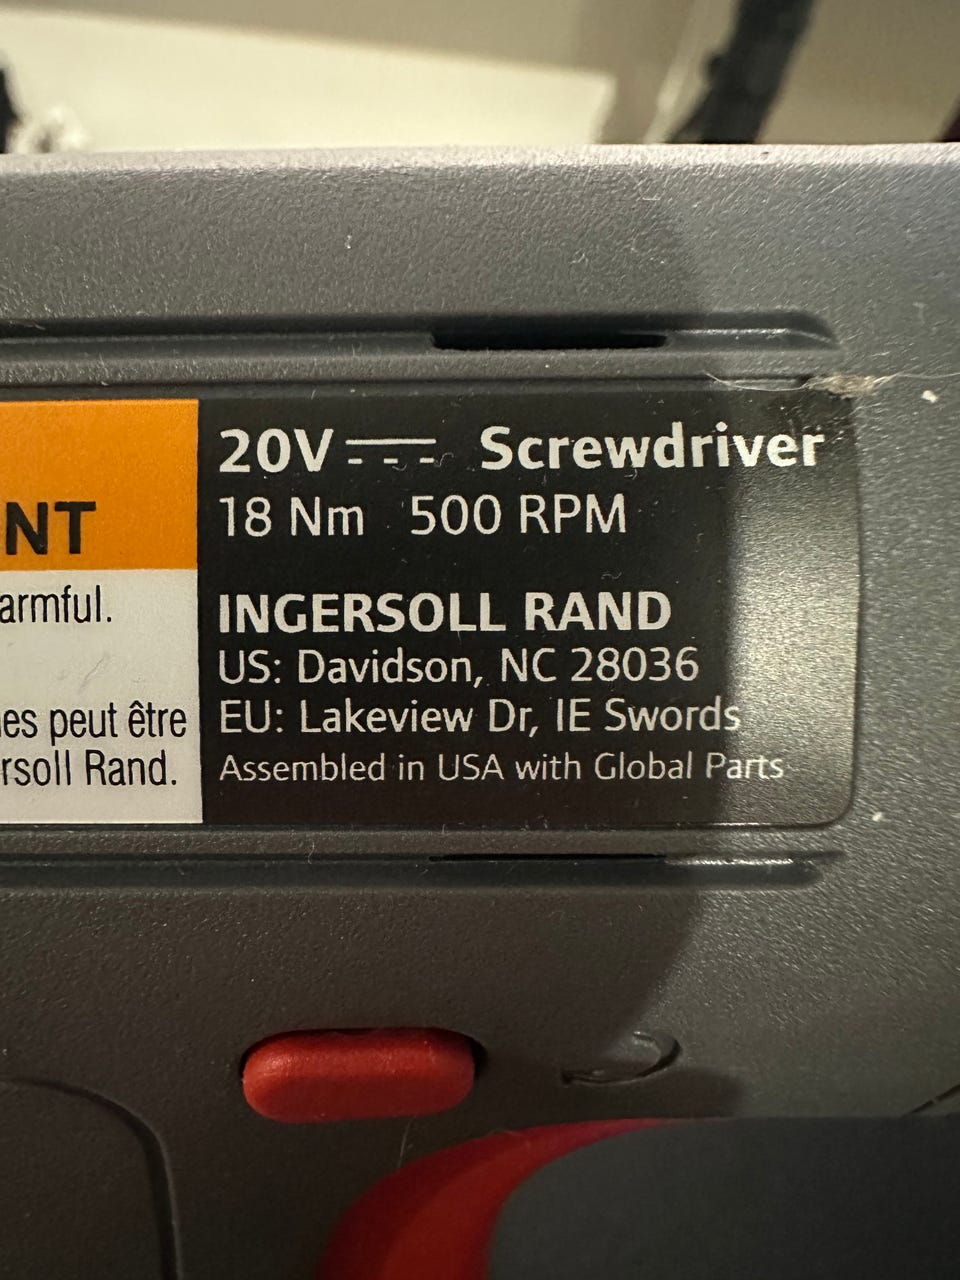 NT
armful.
es peut être
rsoll Rand.
20V Screwdriver
18 Nm 500 RPM
INGERSOLL RAND
US: Davidson, NC 28036
EU: Lakeview Dr, IE Swords
Assembled in USA with Global Parts